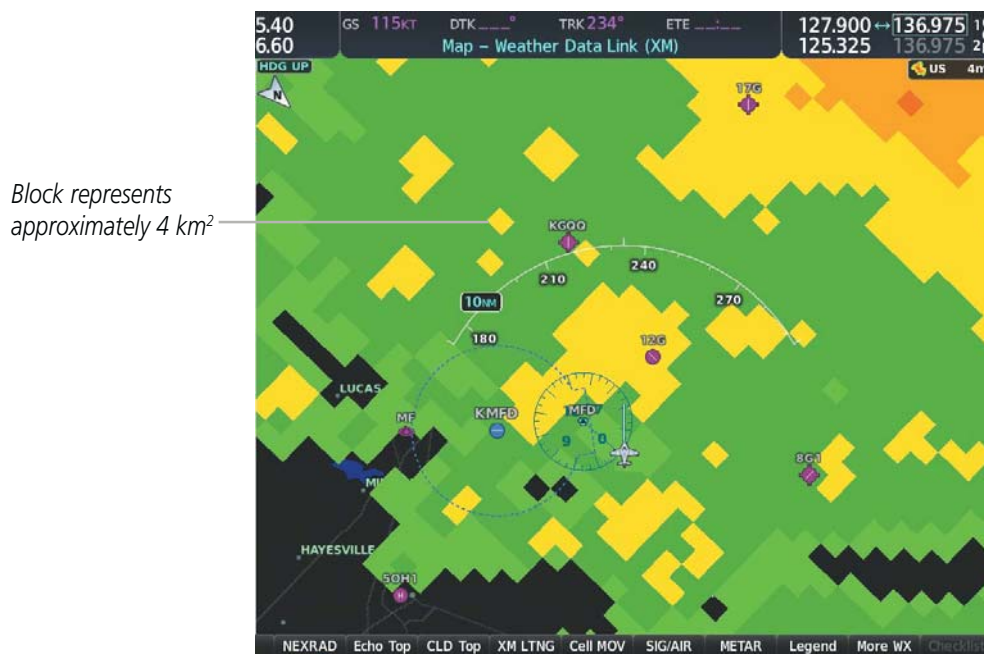 5.40 GS 115KT DTK ___° TRK 234° ETE __:__ 127.900 ↔ 136.975
6.60 Map – Weather Data Link (XM) 125.325 136.975
HDG UP
US 4m
N
17G
Block represents
approximately 4 km²
KGQQ
240
210
270
10NM
180
12G
LUCAS
MF
KMFD
MFD
9 0
8G1
MI
HAYESVILLE
5OH1
H
NEXRAD Echo Top CLD Top XM LTNG Cell MOV SIG/AIR METAR Legend More WX Checklist